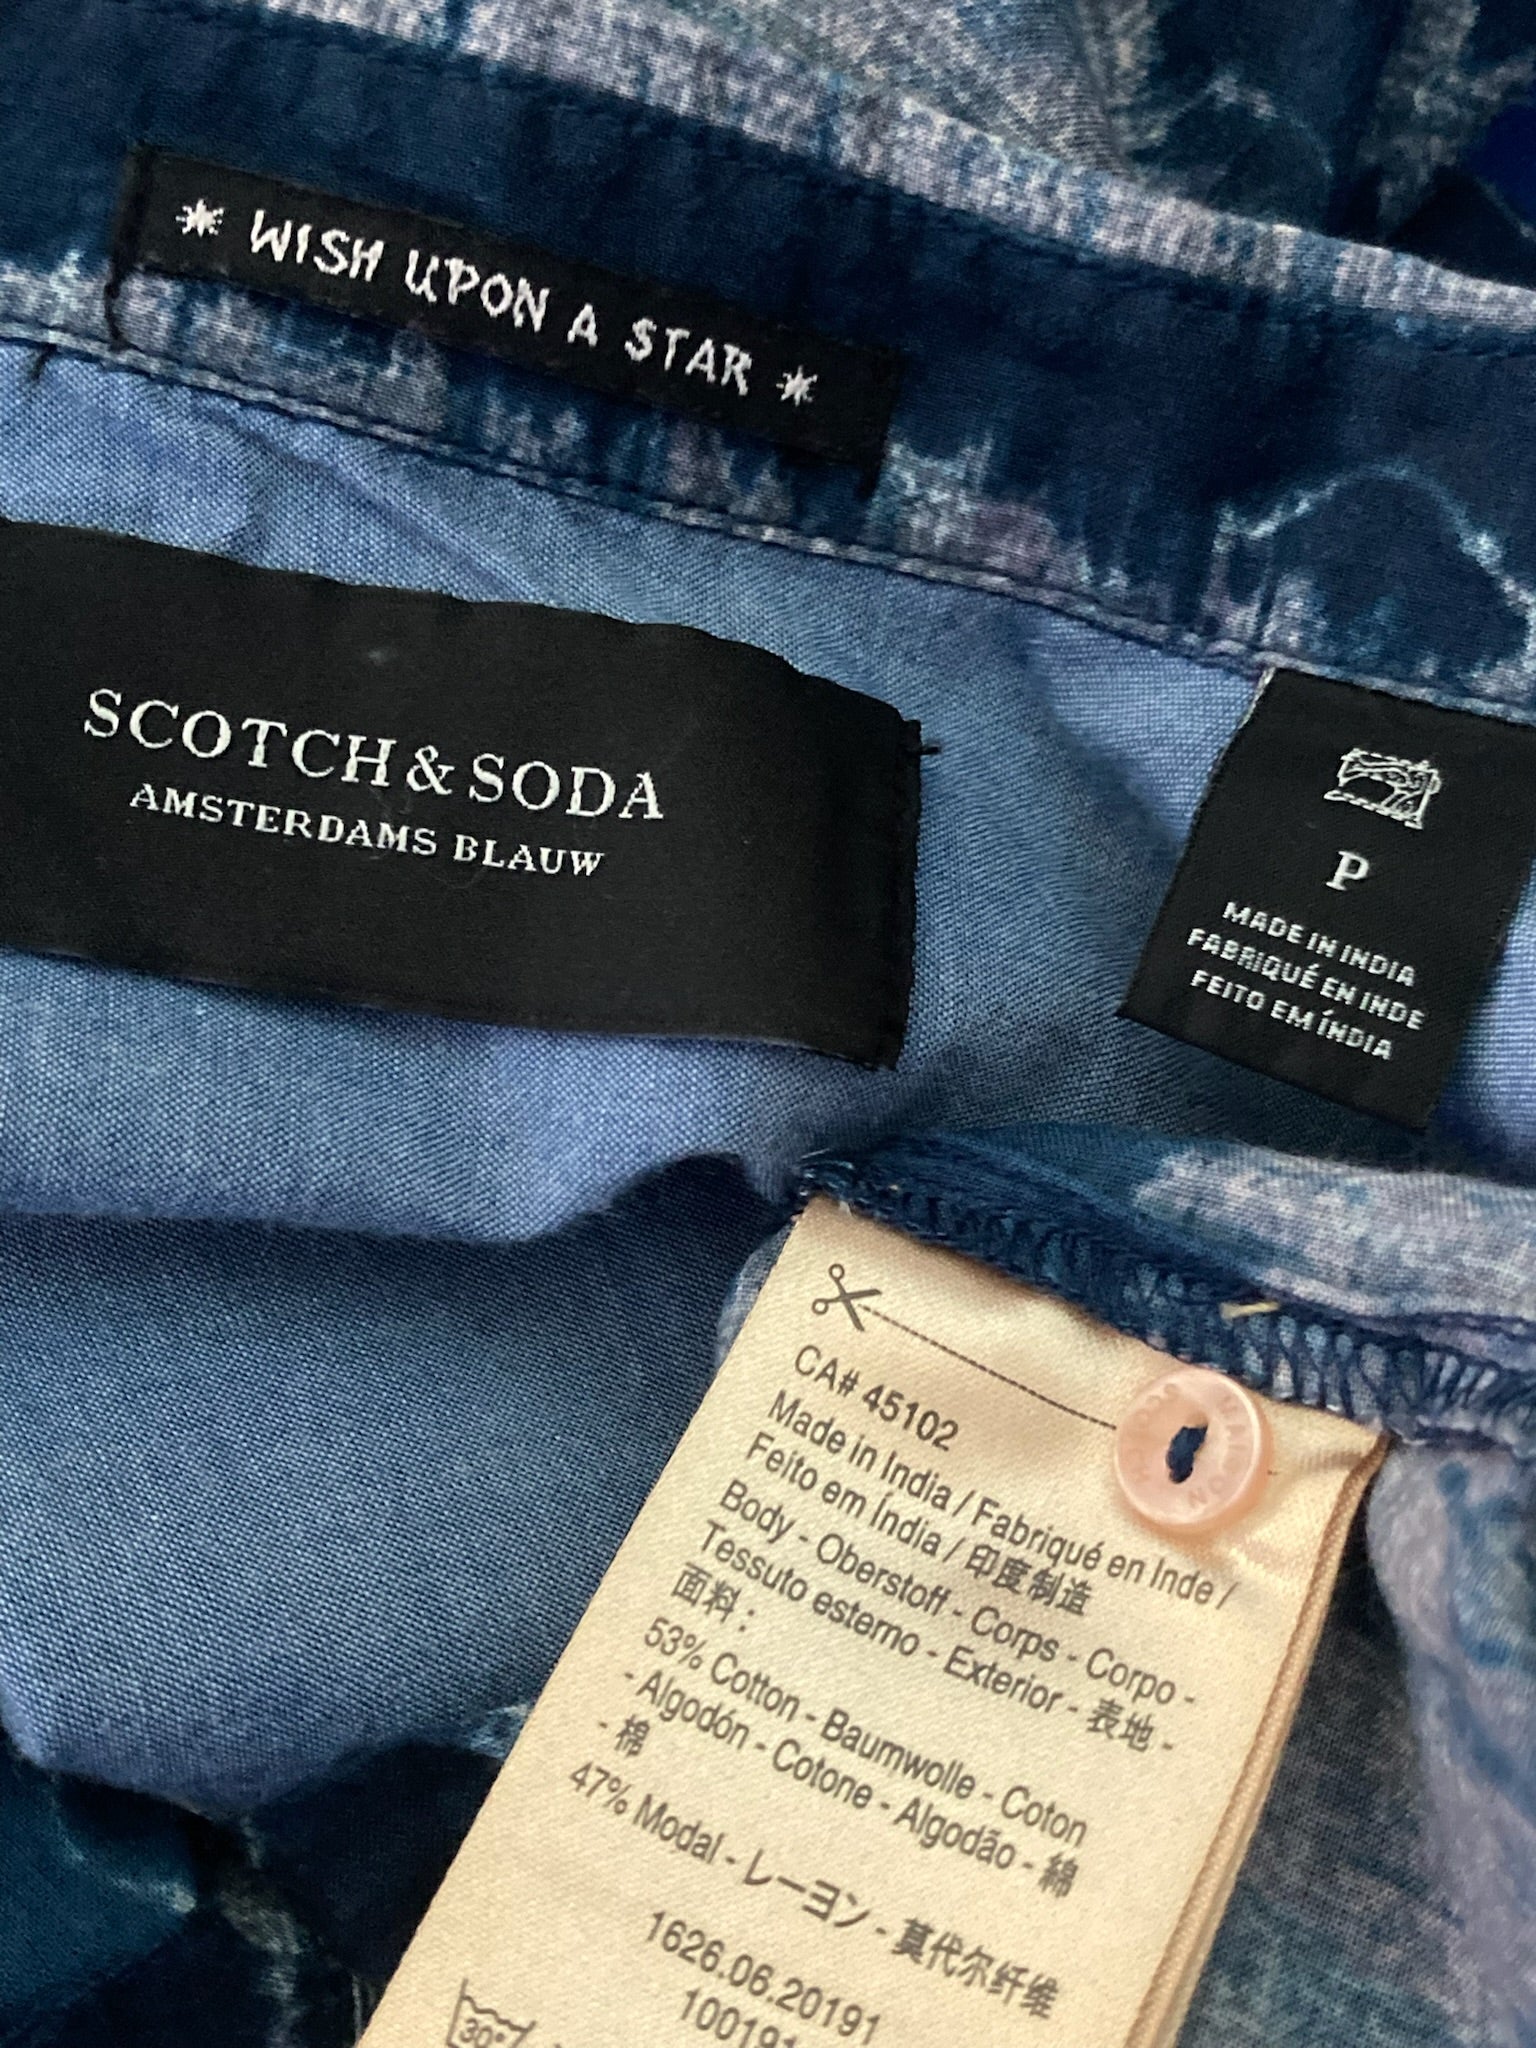 * WISH UPON A STAR *
SCOTCH & SODA
AMSTERDAMS BLAUW
P
MADE IN INDIA
FABRIQUÉ EN INDE
FEITO EM ÍNDIA
CA# 45102
Made in India / Fabriqué en Inde /
Feito em Índia / 印度制造
Body - Oberstoff - Corps - Corpo -
Tessuto esterno - Exterior - 表地 -
面料 :
53% Cotton - Baumwolle - Coton
- Algodón - Cotone - Algodão - 綿
- 棉
47% Modal - レーヨン - 莫代尔纤维
1626.06.20191
100191
30°